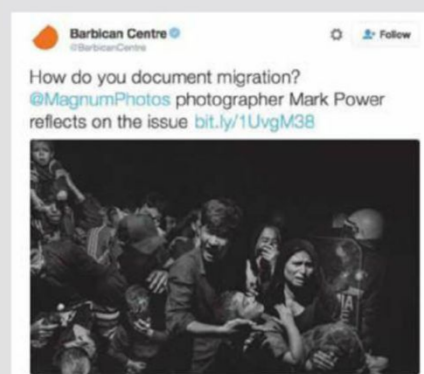 Barbican Centre
@BarbicanCentre
Follow
How do you document migration?
@MagnumPhotos photographer Mark Power
reflects on the issue bit.ly/1UvgM38